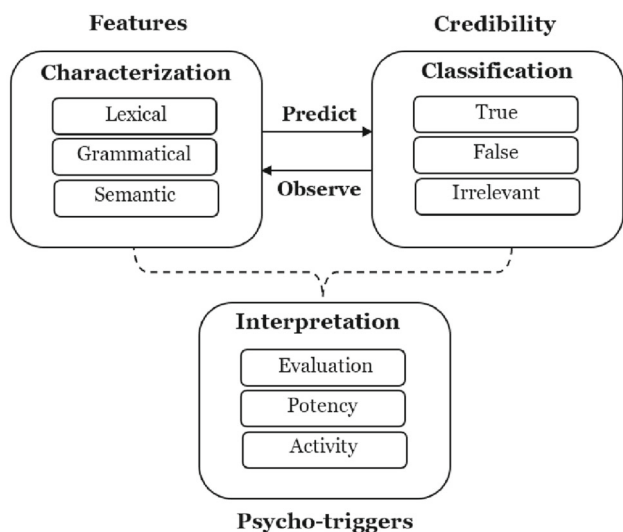 Features
Credibility
Characterization
Classification
Lexical
Grammatical
Semantic
Predict
Observe
True
False
Irrelevant
Interpretation
Evaluation
Potency
Activity
Psycho-triggers